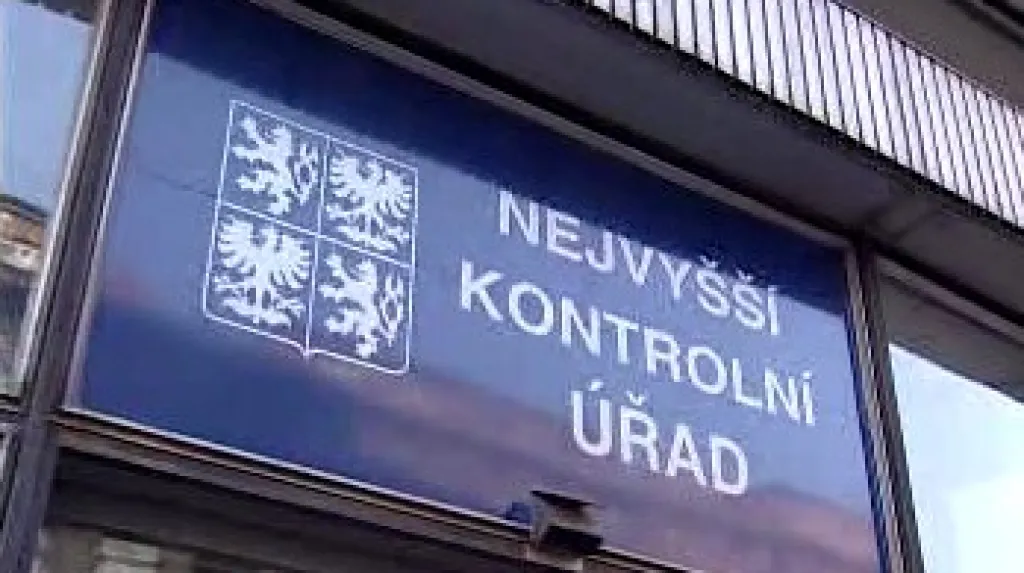 NEJVYŠŠÍ
KONTROLNÍ
ÚŘAD